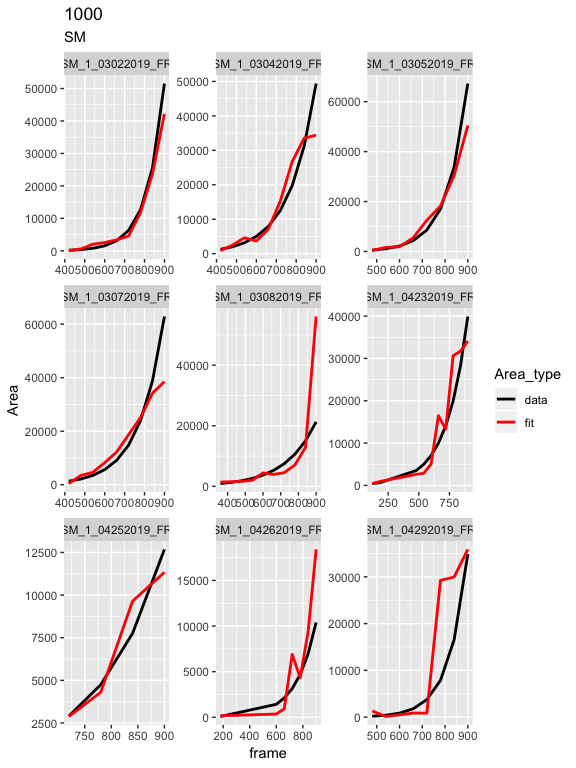 1000
SM
SM_1_03022019_FR SM_1_03042019_FR SM_1_03052019_FR
50000 50000 60000
40000 40000
30000 30000 40000
20000 20000 20000
10000 10000
0 0 0
400500600700800900 400500600700800900 500 600 700 800 900
SM_1_03072019_FR SM_1_03082019_FR SM_1_04232019_FR
60000 40000 40000
40000 20000 30000
20000 20000
10000
0 0 0
400500600700800900 400500600700800900 250 500 750
SM_1_04252019_FR SM_1_04262019_FR SM_1_04292019_FR
12500 15000 30000
10000 10000 20000
7500 5000 10000
5000
2500 0 0
750 800 850 900 200 400 600 800 500 600 700 800 900
frame
Area
Area_type
data
fit